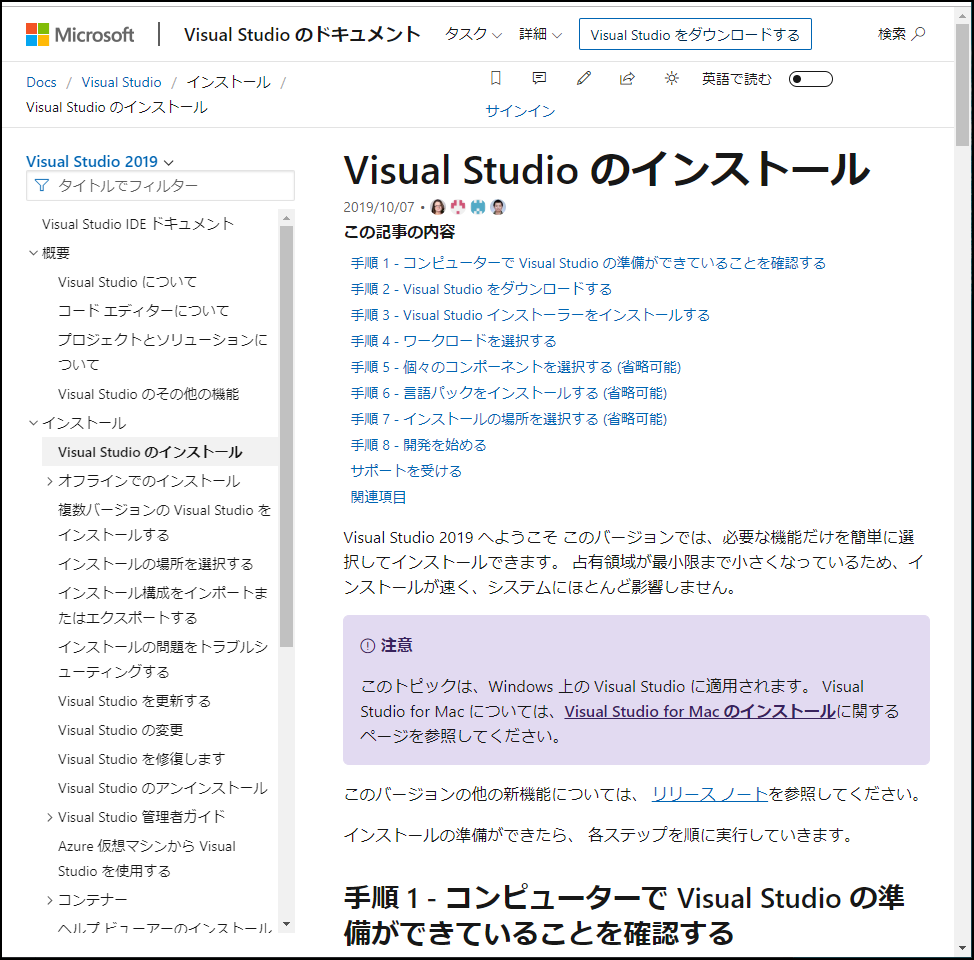 Microsoft
Visual Studio のドキュメント
タスク
詳細
Visual Studio をダウンロードする
検索
Docs / Visual Studio / インストール /
Visual Studio のインストール
英語で読む
サインイン
Visual Studio 2019
タイトルでフィルター
Visual Studio IDE ドキュメント
概要
Visual Studio について
コード エディターについて
プロジェクトとソリューションに
ついて
Visual Studio のその他の機能
インストール
Visual Studio のインストール
オフラインでのインストール
複数バージョンの Visual Studio を
インストールする
インストールの場所を選択する
インストール構成をインポートま
たはエクスポートする
インストールの問題をトラブルシ
ューティングする
Visual Studio を更新する
Visual Studio の変更
Visual Studio を修復します
Visual Studio のアンインストール
Visual Studio 管理者ガイド
Azure 仮想マシンから Visual
Studio を使用する
コンテナー
ヘルプ ビューアーのインストール
Visual Studio のインストール
2019/10/07 •
この記事の内容
手順 1 - コンピューターで Visual Studio の準備ができていることを確認する
手順 2 - Visual Studio をダウンロードする
手順 3 - Visual Studio インストーラーをインストールする
手順 4 - ワークロードを選択する
手順 5 - 個々のコンポーネントを選択する (省略可能)
手順 6 - 言語パックをインストールする (省略可能)
手順 7 - インストールの場所を選択する (省略可能)
手順 8 - 開発を始める
サポートを受ける
関連項目
Visual Studio 2019 へようこそ このバージョンでは、必要な機能だけを簡単に選
択してインストールできます。 占有領域が最小限まで小さくなっているため、イ
ンストールが速く、システムにほとんど影響しません。
注意
このトピックは、Windows 上の Visual Studio に適用されます。 Visual
Studio for Mac については、Visual Studio for Mac のインストールに関する
ページを参照してください。
このバージョンの他の新機能については、 リリース ノートを参照してください。
インストールの準備ができたら、 各ステップを順に実行していきます。
手順 1 - コンピューターで Visual Studio の準
備ができていることを確認する